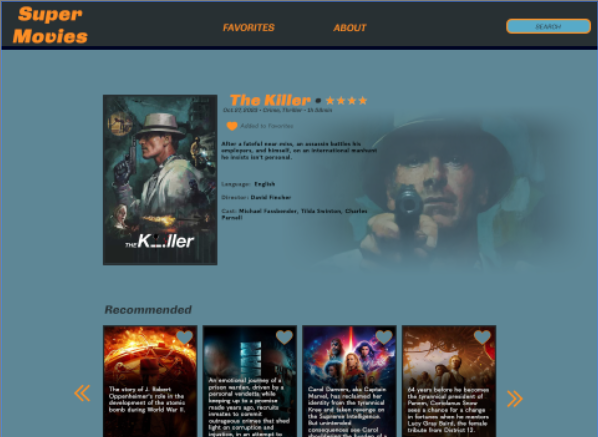 Super
Movies
FAVORITES
ABOUT
SEARCH
The Killer • ★★★★
Oct 27, 2023 • Crime, Thriller •
Added to Favorites
After a fateful near-miss, an assassin battles his
employers, and himself, on an international manhunt
he insists isn't personal.
Language: English
Director: David Fincher
Cast: Michael Fassbender, Tilda Swinton, Charles
Parnell
THE K...ller
Recommended
The story of J. Robert
Oppenheimer's role in the
development of the atomic
bomb during World War II.
An emotional journey of a
prison warden, driven by a
personal vendetta while
keeping up to a promise
made years ago, recruits
inmates to commit
outrageous crimes that shed
light on corruption and
injustice, in an attempt to
Carol Danvers, aka Captain
Marvel, has reclaimed her
identity from the tyrannical
Kree and taken revenge on
the Supreme Intelligence.
But unintended
consequences see Carol
shouldering the burden of a
64 years before he becomes
the tyrannical president of
Panem, Coriolanus Snow
sees a chance for a change
in fortunes when he mentors
Lucy Gray Baird, the female
tribute from District 12.